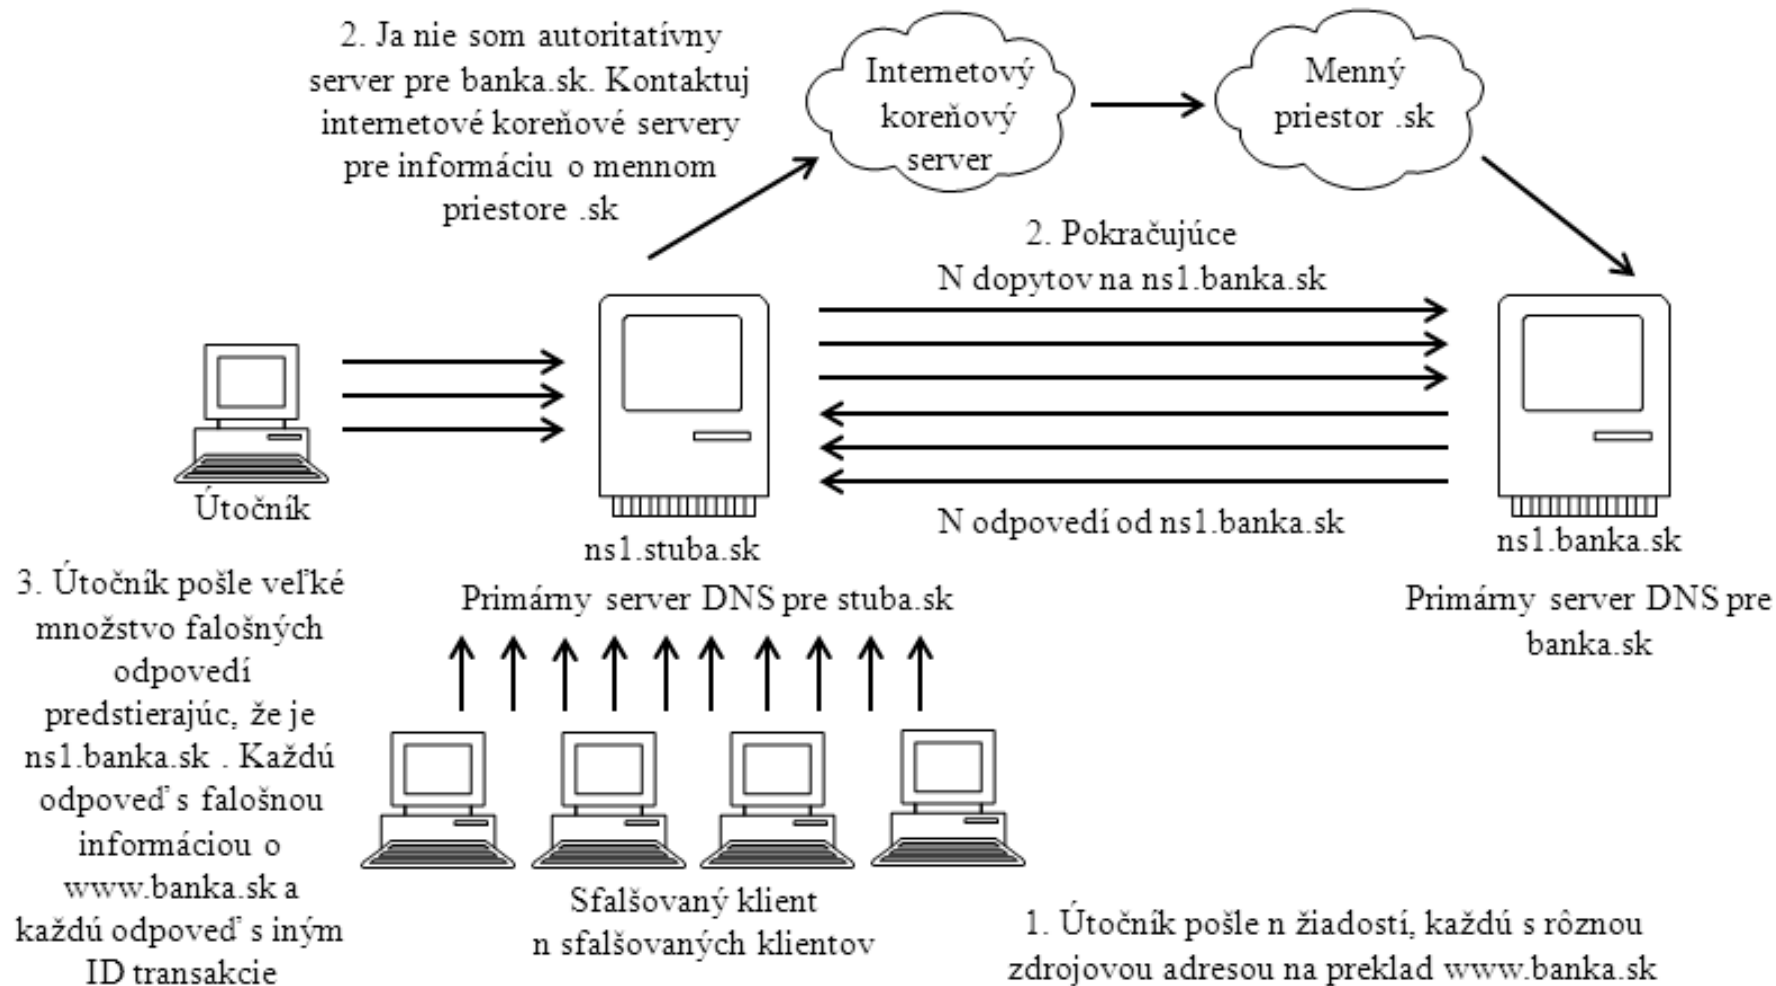 2. Ja nie som autoritatívny
server pre banka.sk. Kontaktuj
internetové koreňové servery
pre informáciu o mennom
priestore .sk
Internetový
koreňový
server
Menný
priestor .sk
2. Pokračujúce
N dopytov na ns1.banka.sk
N odpovedí od ns1.banka.sk
Útočník
ns1.stuba.sk
Primárny server DNS pre stuba.sk
ns1.banka.sk
Primárny server DNS pre
banka.sk
3. Útočník pošle veľké
množstvo falošných
odpovedí
predstierajúc, že je
ns1.banka.sk . Každú
odpoveď s falošnou
informáciou o
www.banka.sk a
každú odpoveď s iným
ID transakcie
Sfalšovaný klient
n sfalšovaných klientov
1. Útočník pošle n žiadostí, každú s rôznou
zdrojovou adresou na preklad www.banka.sk